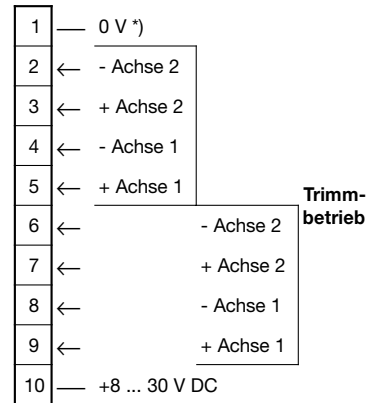 1 0 V *)
2 ← - Achse 2
3 ← + Achse 2
4 ← - Achse 1
5 ← + Achse 1
Trimm-
betrieb
6 ← - Achse 2
7 ← + Achse 2
8 ← - Achse 1
9 ← + Achse 1
10 +8 ... 30 V DC